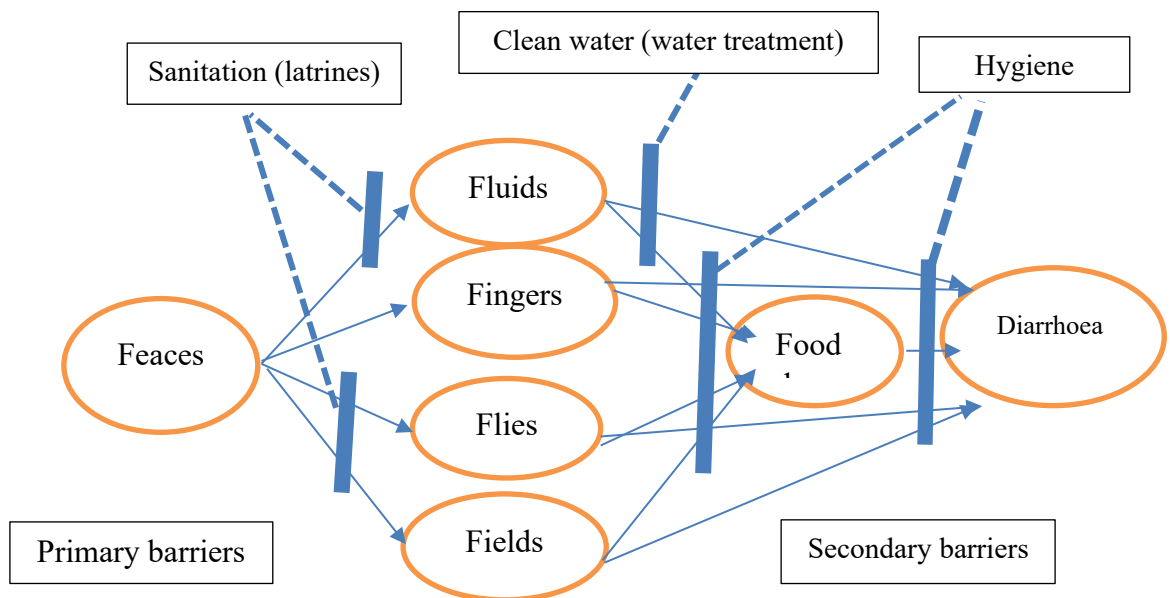 Clean water (water treatment)
Sanitation (latrines)
Hygiene
Fluids
Fingers
Feaces
Food
Diarrhoea
Flies
Fields
Primary barriers
Secondary barriers